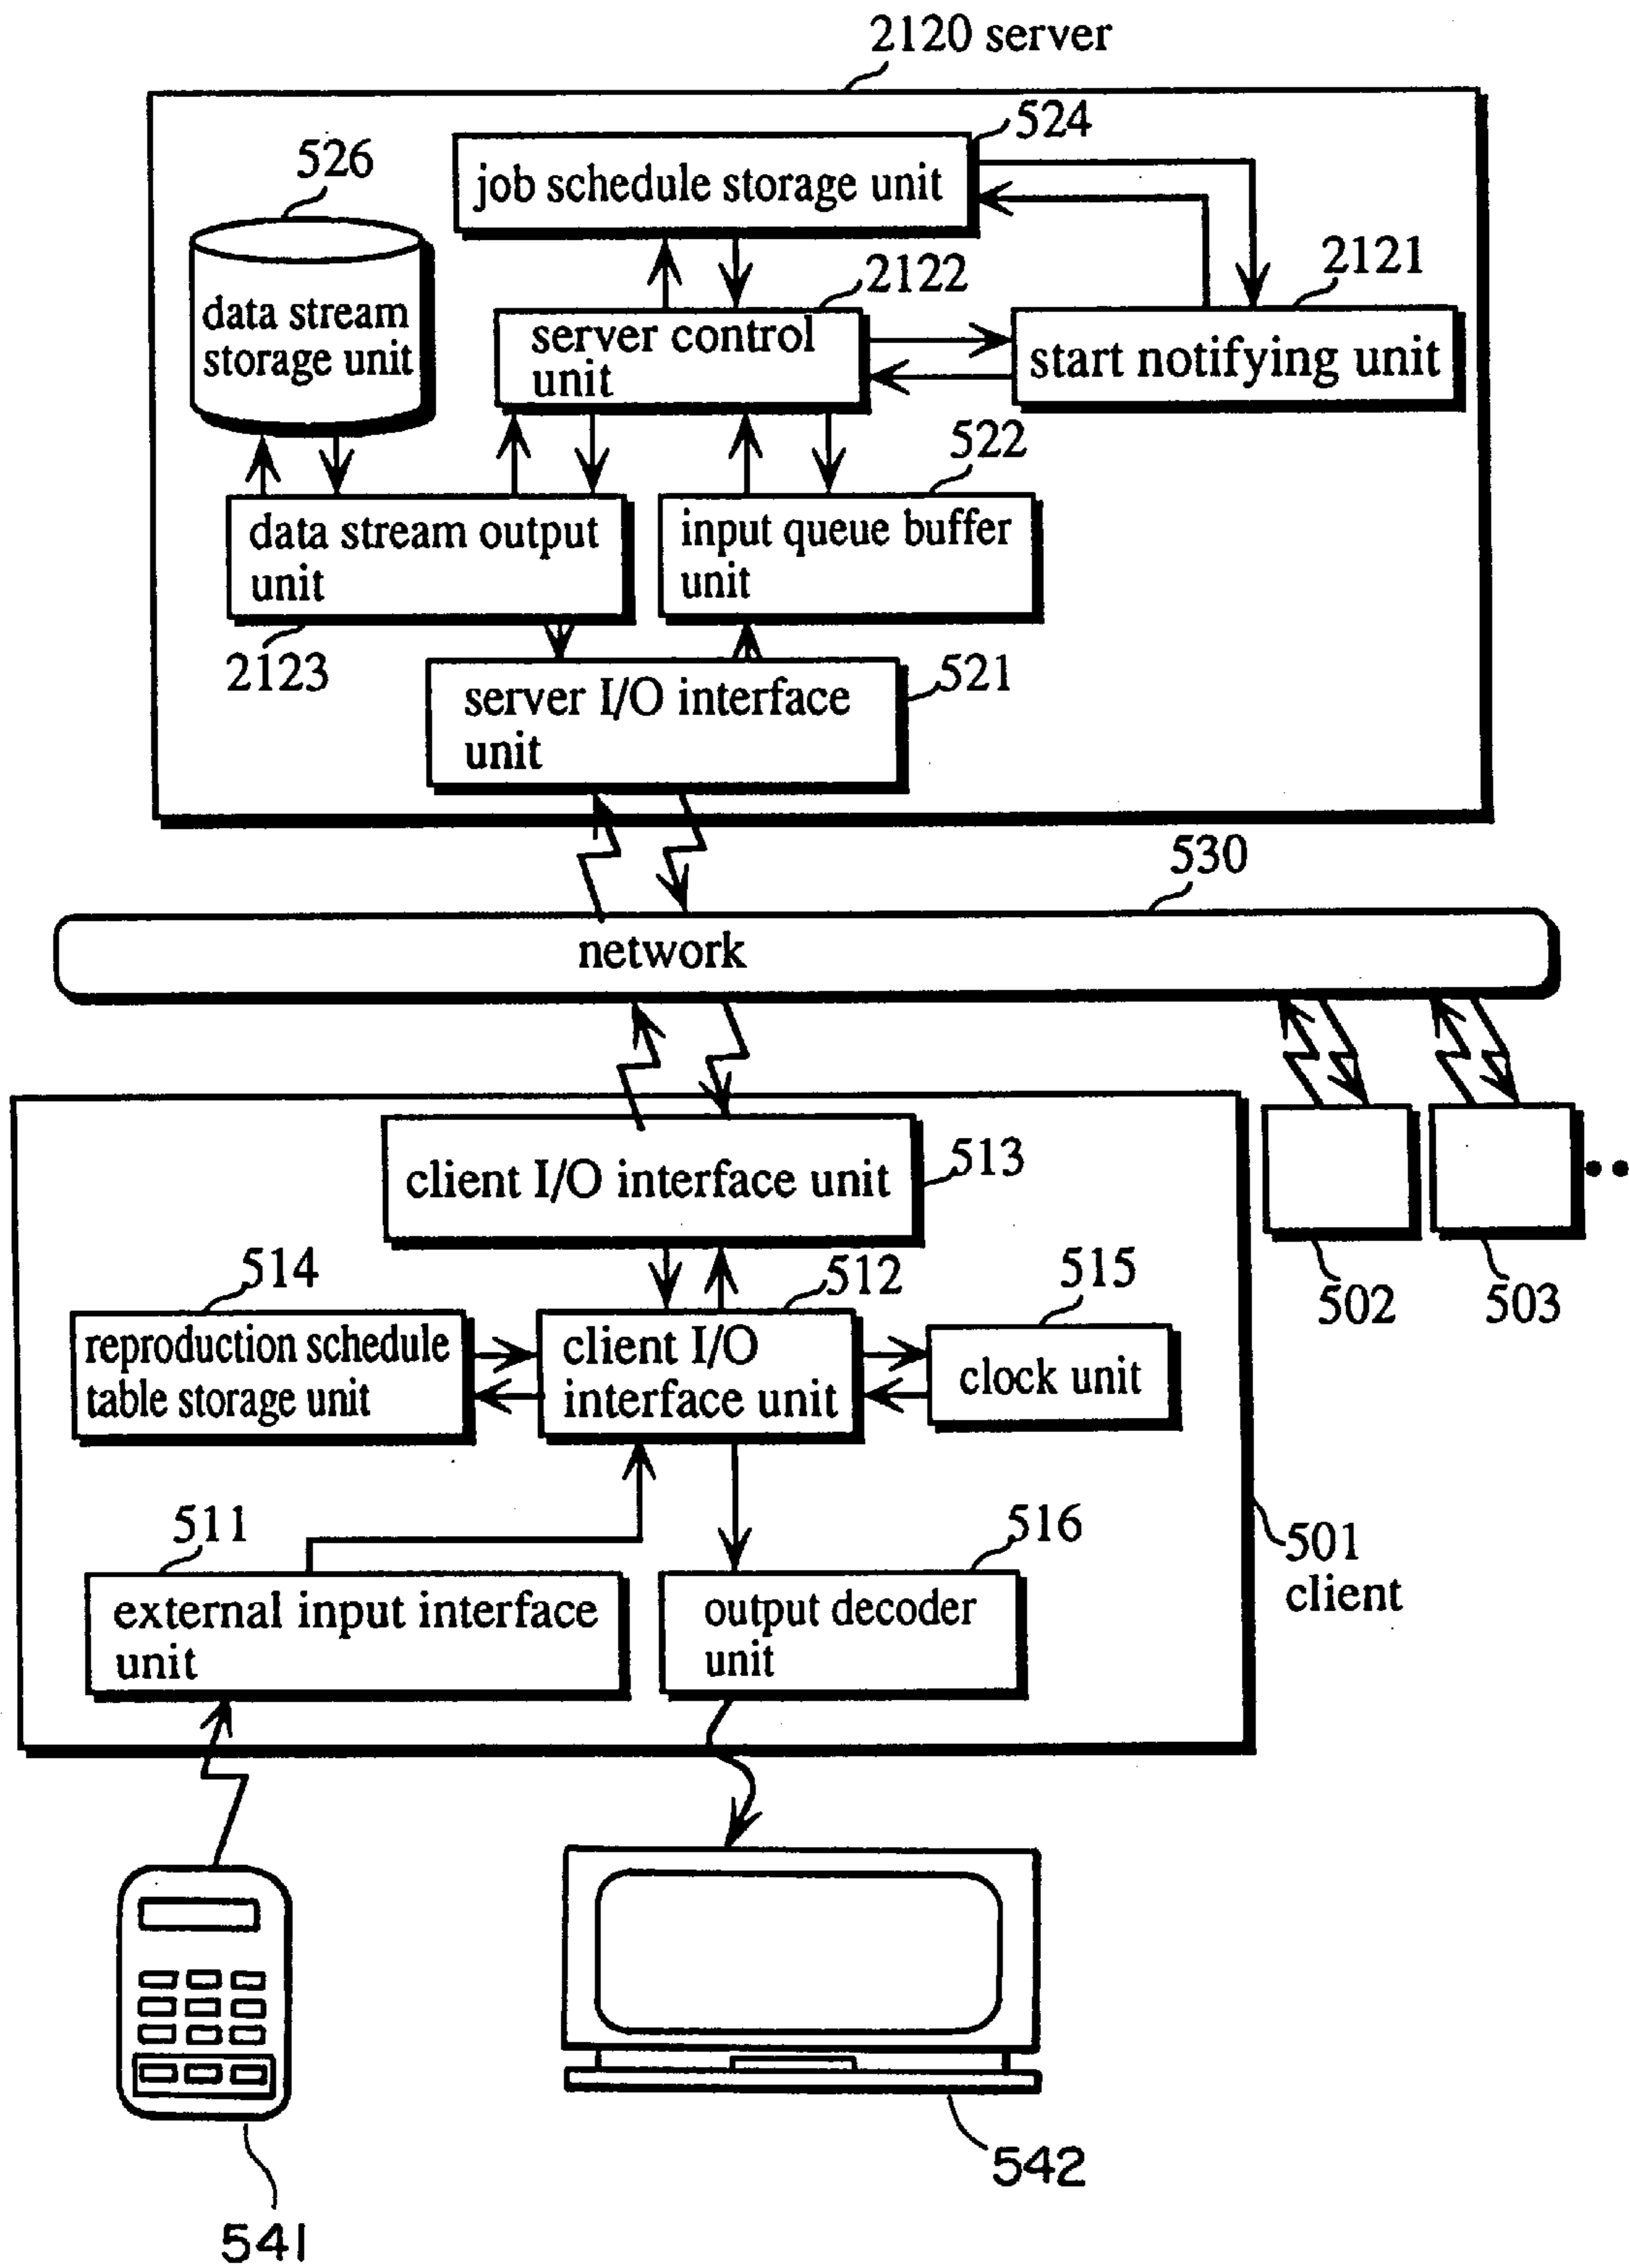 2120 server
524
job schedule storage unit
526
data stream
storage unit
2122
server control
unit
2121
start notifying unit
522
data stream output
unit
input queue buffer
unit
2123
521
server I/O interface
unit
530
network
513
client I/O interface unit
502
503
514
reproduction schedule
table storage unit
512
client I/O
interface unit
515
clock unit
511
external input interface
unit
516
output decoder
unit
501
client
541
542